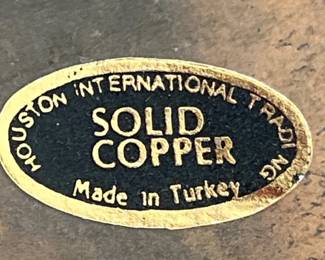 HOUSTON INTERNATIONAL TRADING
SOLID
COPPER
Made in Turkey